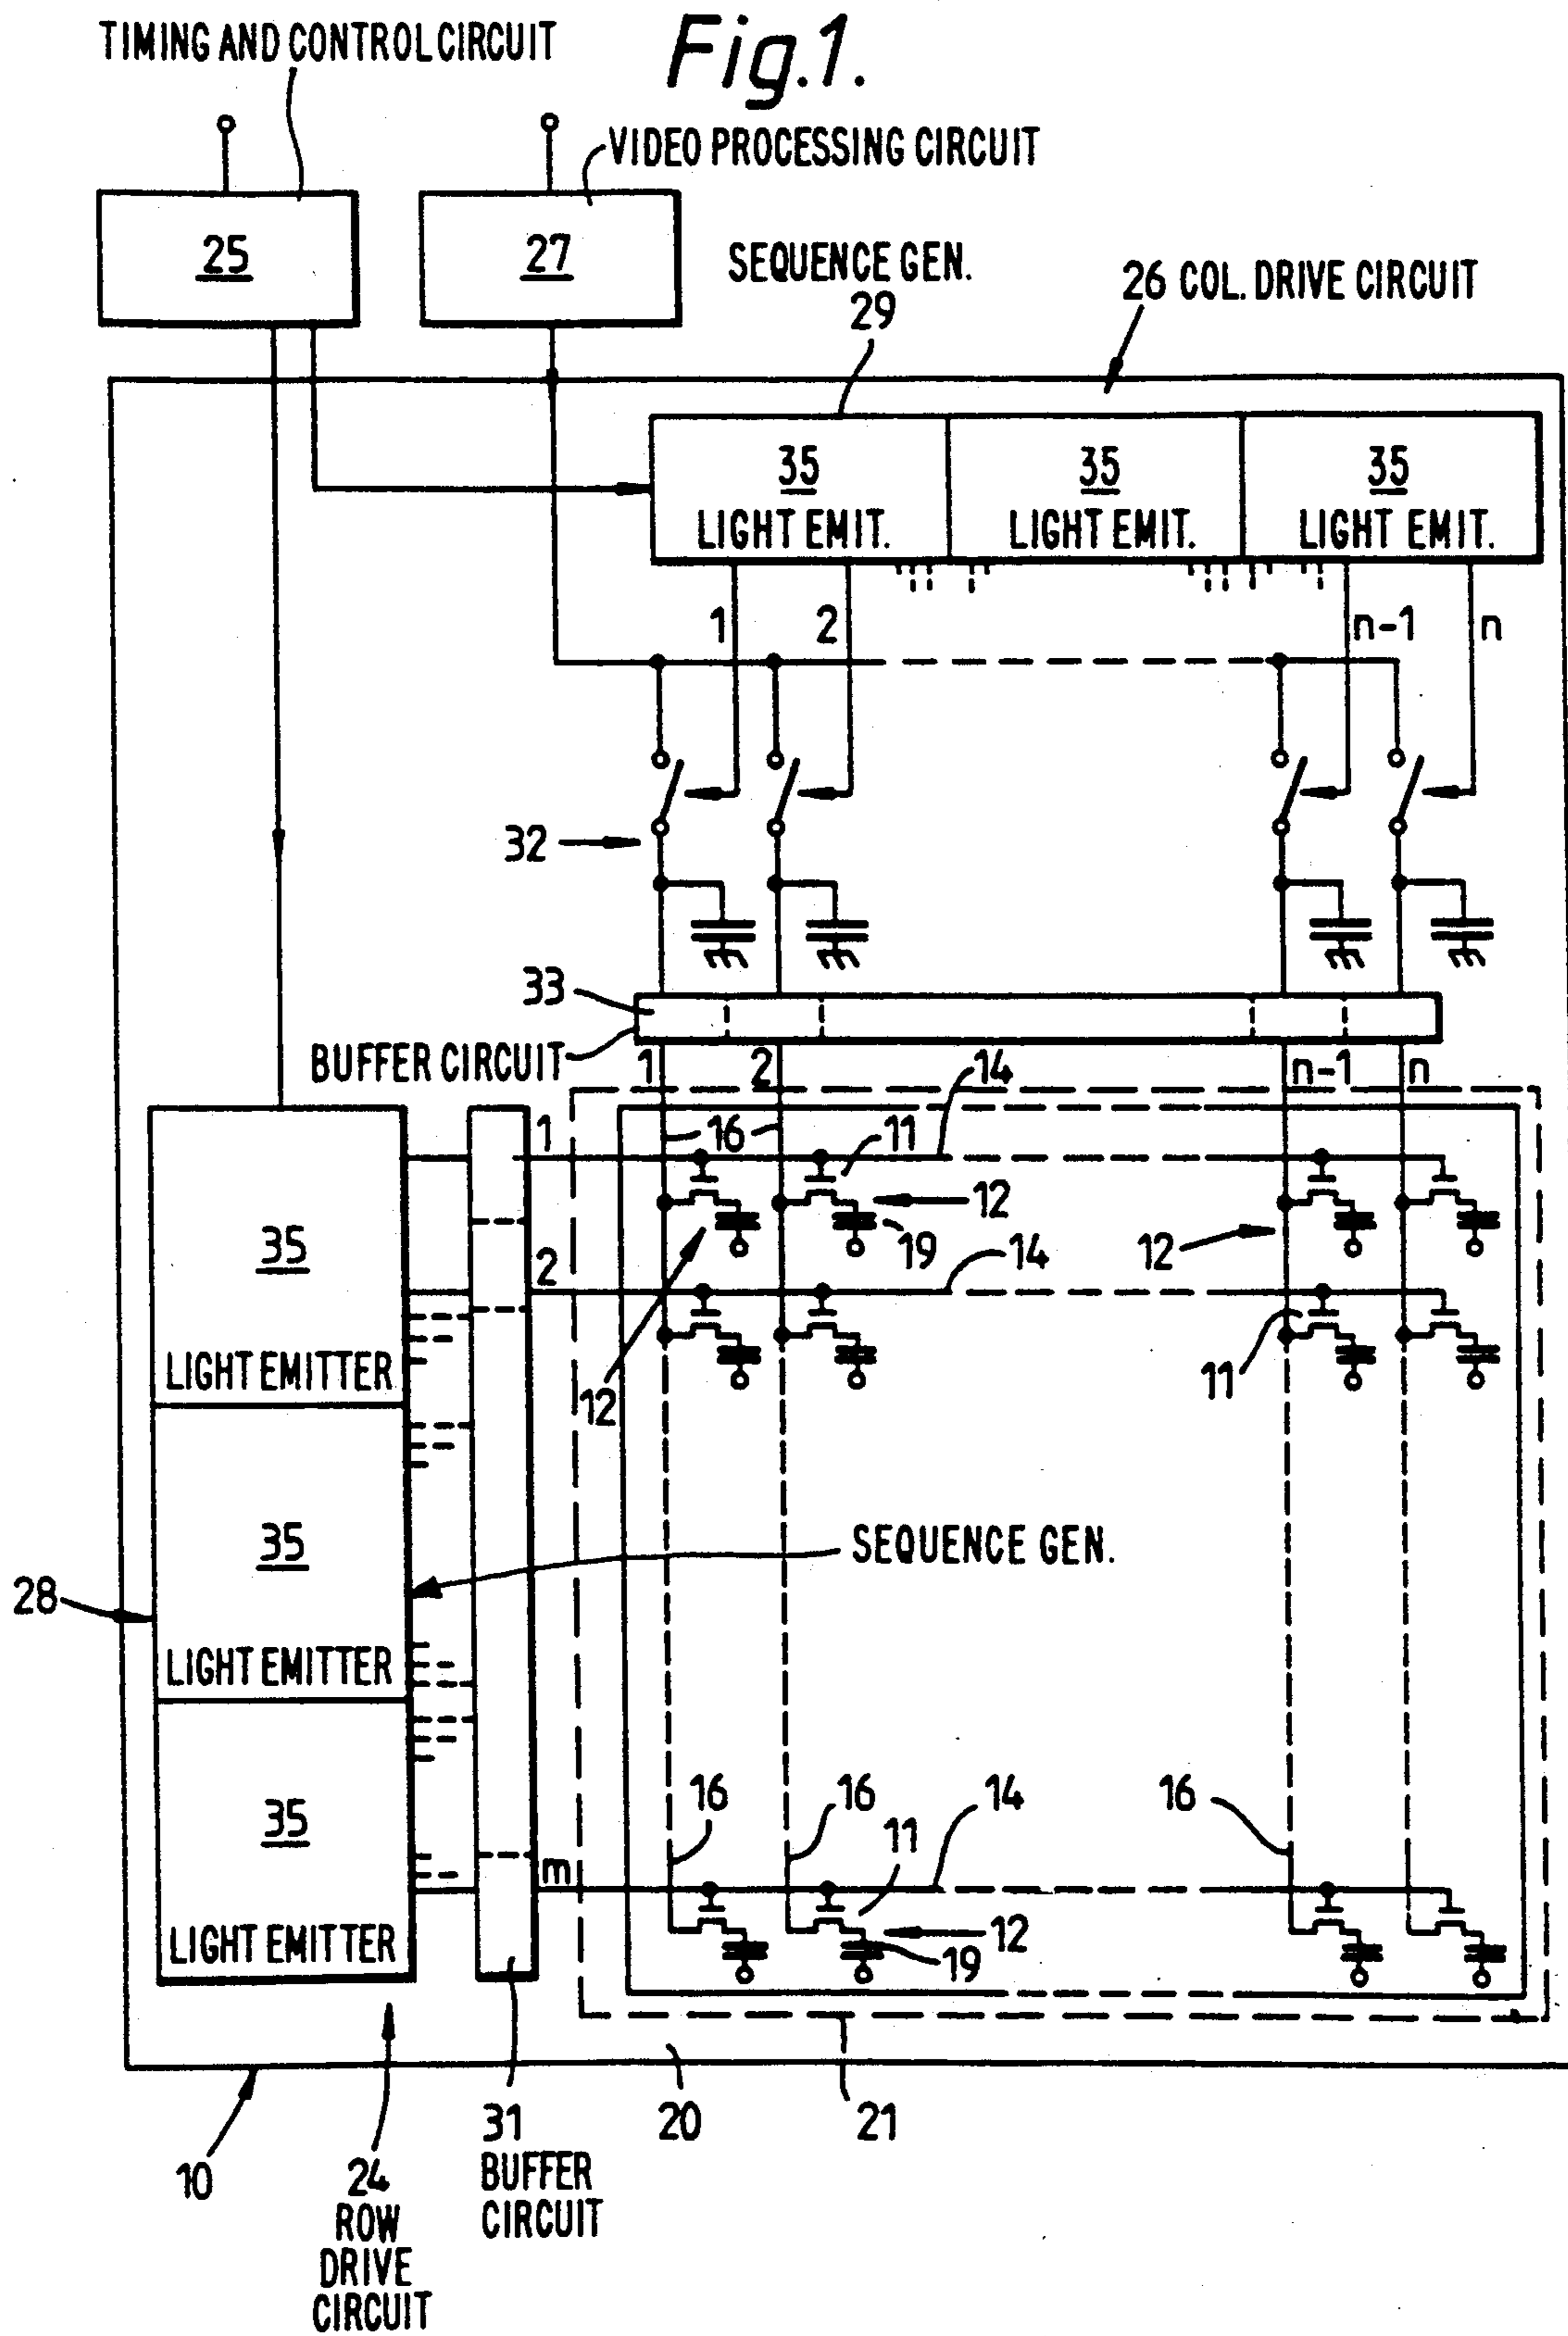 Fig.1.
TIMING AND CONTROL CIRCUIT
VIDEO PROCESSING CIRCUIT
25
27
SEQUENCE GEN.
29
26 COL. DRIVE CIRCUIT
35
LIGHT EMIT.
35
LIGHT EMIT.
35
LIGHT EMIT.
1
2
n-1
n
32
33
BUFFER CIRCUIT
1
2
n-1
n
14
1
16
11
12
19
12
2
14
35
LIGHT EMITTER
12
11
35
SEQUENCE GEN.
28
LIGHT EMITTER
16
16
14
16
11
35
m
12
19
LIGHT EMITTER
10
24
ROW
DRIVE
CIRCUIT
31
BUFFER
CIRCUIT
20
21